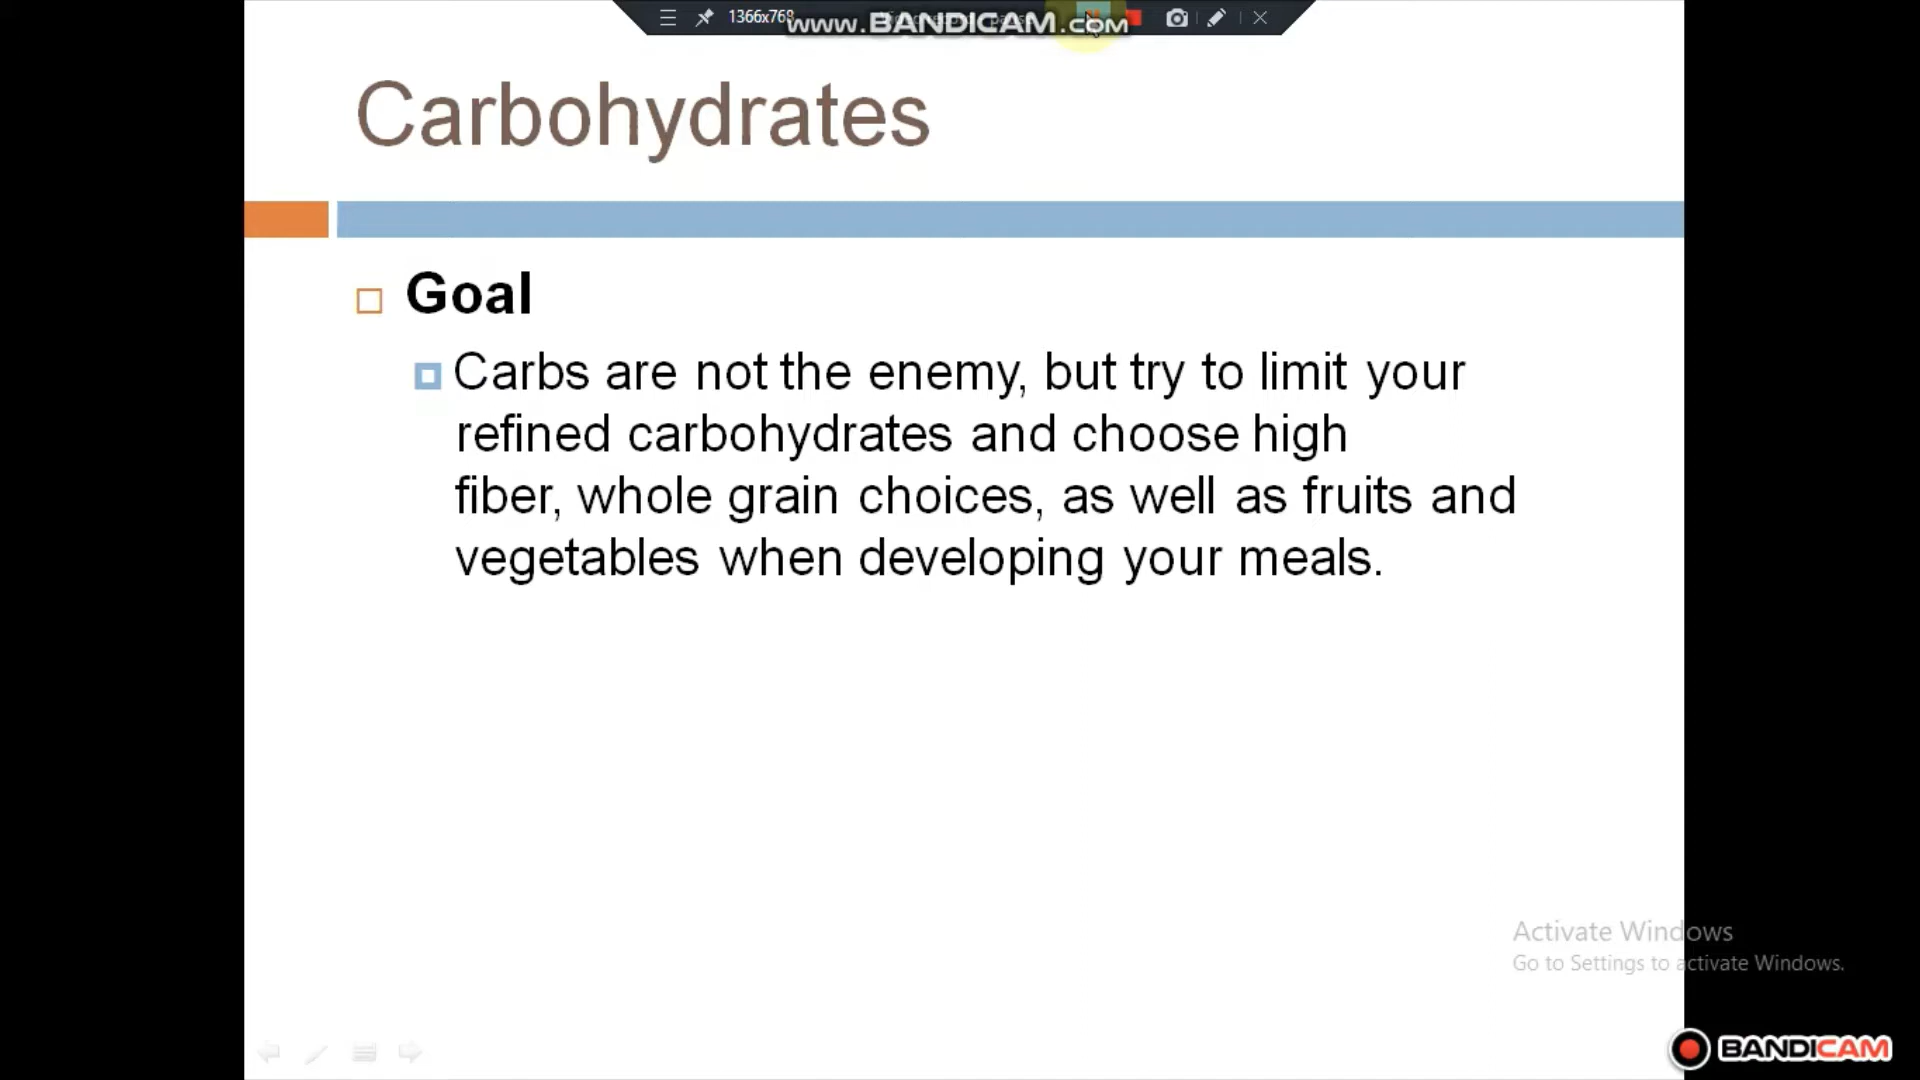 1366x768
www.BANDICAM.COM
Carbohydrates
Goal
Carbs are not the enemy, but try to limit your
refined carbohydrates and choose high
fiber, whole grain choices, as well as fruits and
vegetables when developing your meals.
Activate Windows
Go to Settings to activate Windows.
BANDICAM